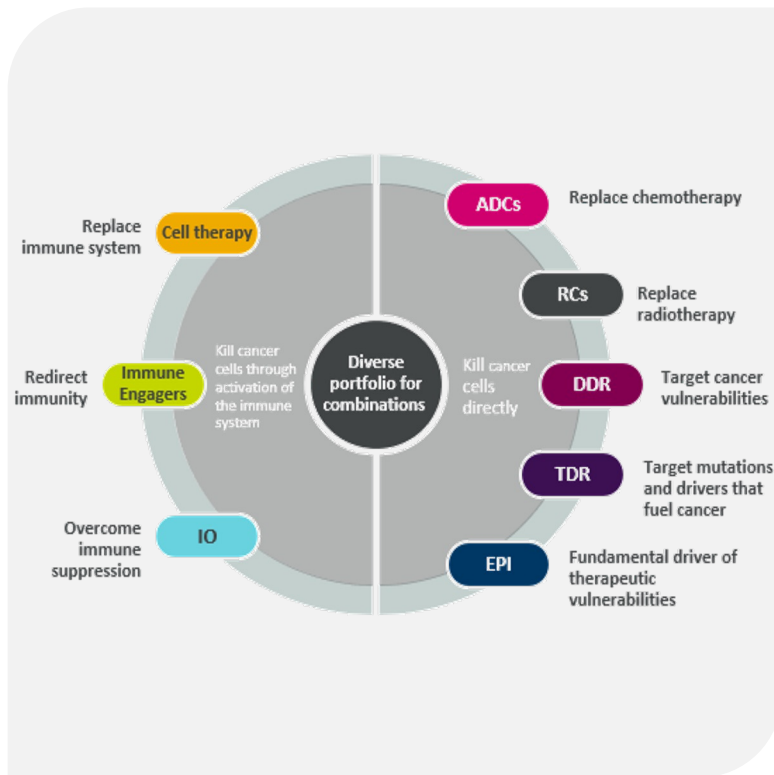 Replace
immune system
Cell therapy
Redirect
immunity
Immune
Engagers
Overcome
immune
suppression
IO
Kill cancer
cells through
activation of
the immune
system
Diverse
portfolio for
combinations
Kill cancer
cells
directly
ADCs
Replace chemotherapy
RCs
Replace
radiotherapy
DDR
Target cancer
vulnerabilities
TDR
Target mutations
and drivers that
fuel cancer
EPI
Fundamental driver of
therapeutic
vulnerabilities